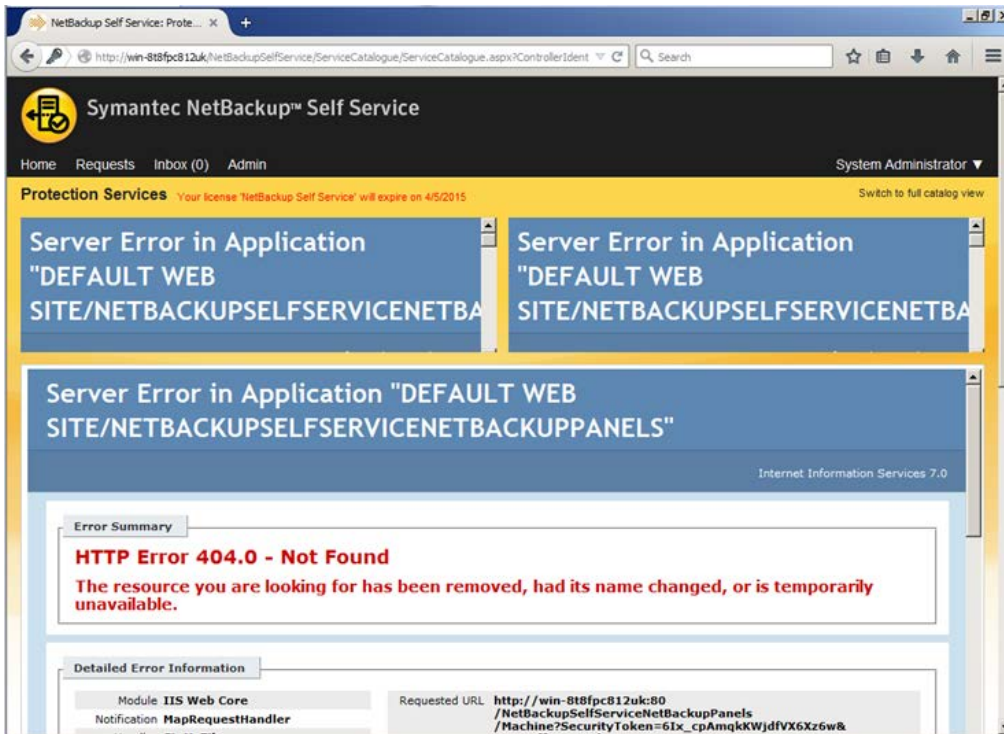 NetBackup Self Service: Prote...
http://win-8t8fpc812uk/NetBackupSelfService/ServiceCatalogue/ServiceCatalogue.aspx?ControllerIdent
Search
Symantec NetBackup™ Self Service
Home Requests Inbox (0) Admin
System Administrator ▼
Protection Services Your license 'NetBackup Self Service' will expire on 4/5/2015
Switch to full catalog view
Server Error in Application
"DEFAULT WEB
SITE/NETBACKUPSELFSERVICENETBA
Server Error in Application
"DEFAULT WEB
SITE/NETBACKUPSELFSERVICENETBA
Server Error in Application "DEFAULT WEB
SITE/NETBACKUPSELFSERVICENETBACKUPPANELS"
Internet Information Services 7.0
Error Summary
HTTP Error 404.0 - Not Found
The resource you are looking for has been removed, had its name changed, or is temporarily
unavailable.
Detailed Error Information
Module IIS Web Core
Notification MapRequestHandler
Requested URL http://win-8t8fpc812uk:80
/NetBackupSelfServiceNetBackupPanels
/Machine?SecurityToken=6Ix_cpAmqkKWjdfVX6Xz6w&